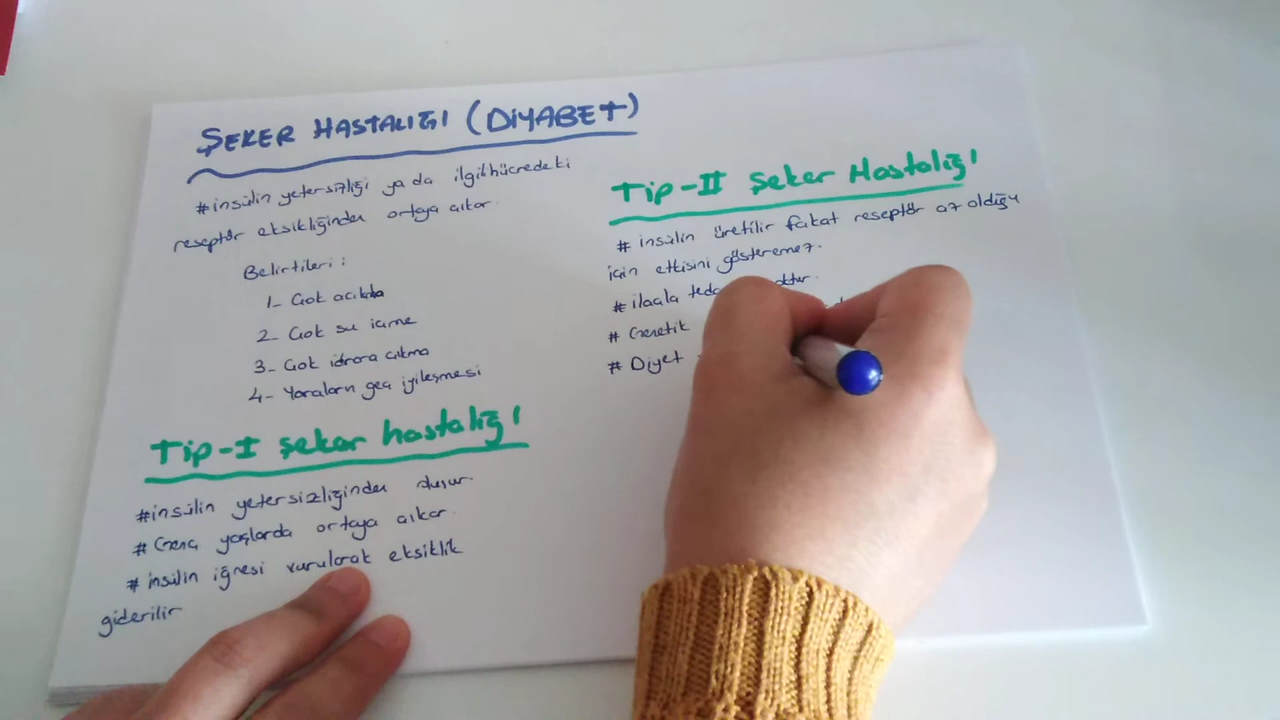 ŞEKER HASTALIĞI (DİYABET)
#insülin yetersizliği ya da ilgili hücredeki
reseptör eksikliğinden ortaya çıkar.
Belirtileri:
1- Çok acıkma
2- Çok su içme
3- Çok idrara çıkma
4- Yaraların geç iyileşmesi
Tip-I şeker hastalığı
#insülin yetersizliğinden oluşur.
# Genç yaşlarda ortaya çıkar.
# insülin iğnesi vurularak eksiklik
giderilir
Tip-II Şeker Hastalığı
# insülin üretilir fakat reseptör az olduğu
için etkisini gösteremez.
# ilaçla
# Genetik
# Diyet